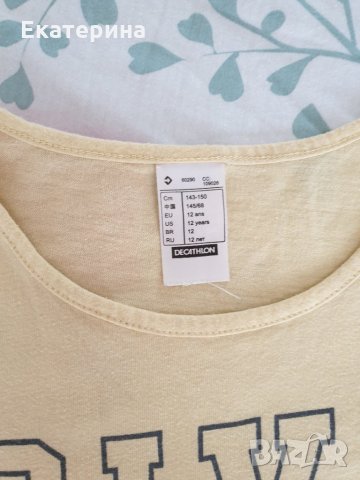 Екатерина
60290 CC:
109026
Cm 143-150
中国 145/68
EU 12 ans
US 12 years
BR 12
RU 12 лет
DECATHLON
BAZAR